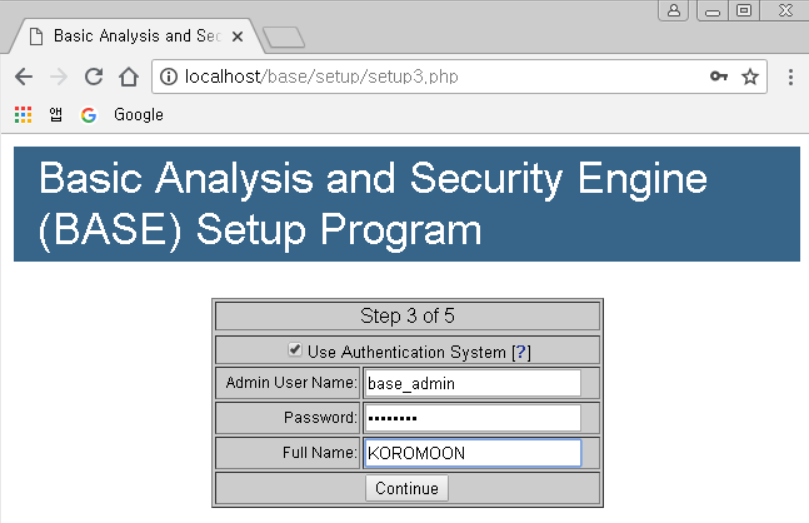 Basic Analysis and Sec
localhost/base/setup/setup3.php
앱 Google
Basic Analysis and Security Engine
(BASE) Setup Program
Step 3 of 5
Use Authentication System [?]
Admin User Name: base_admin
Password: ••••••••
Full Name: KOROMOON
Continue